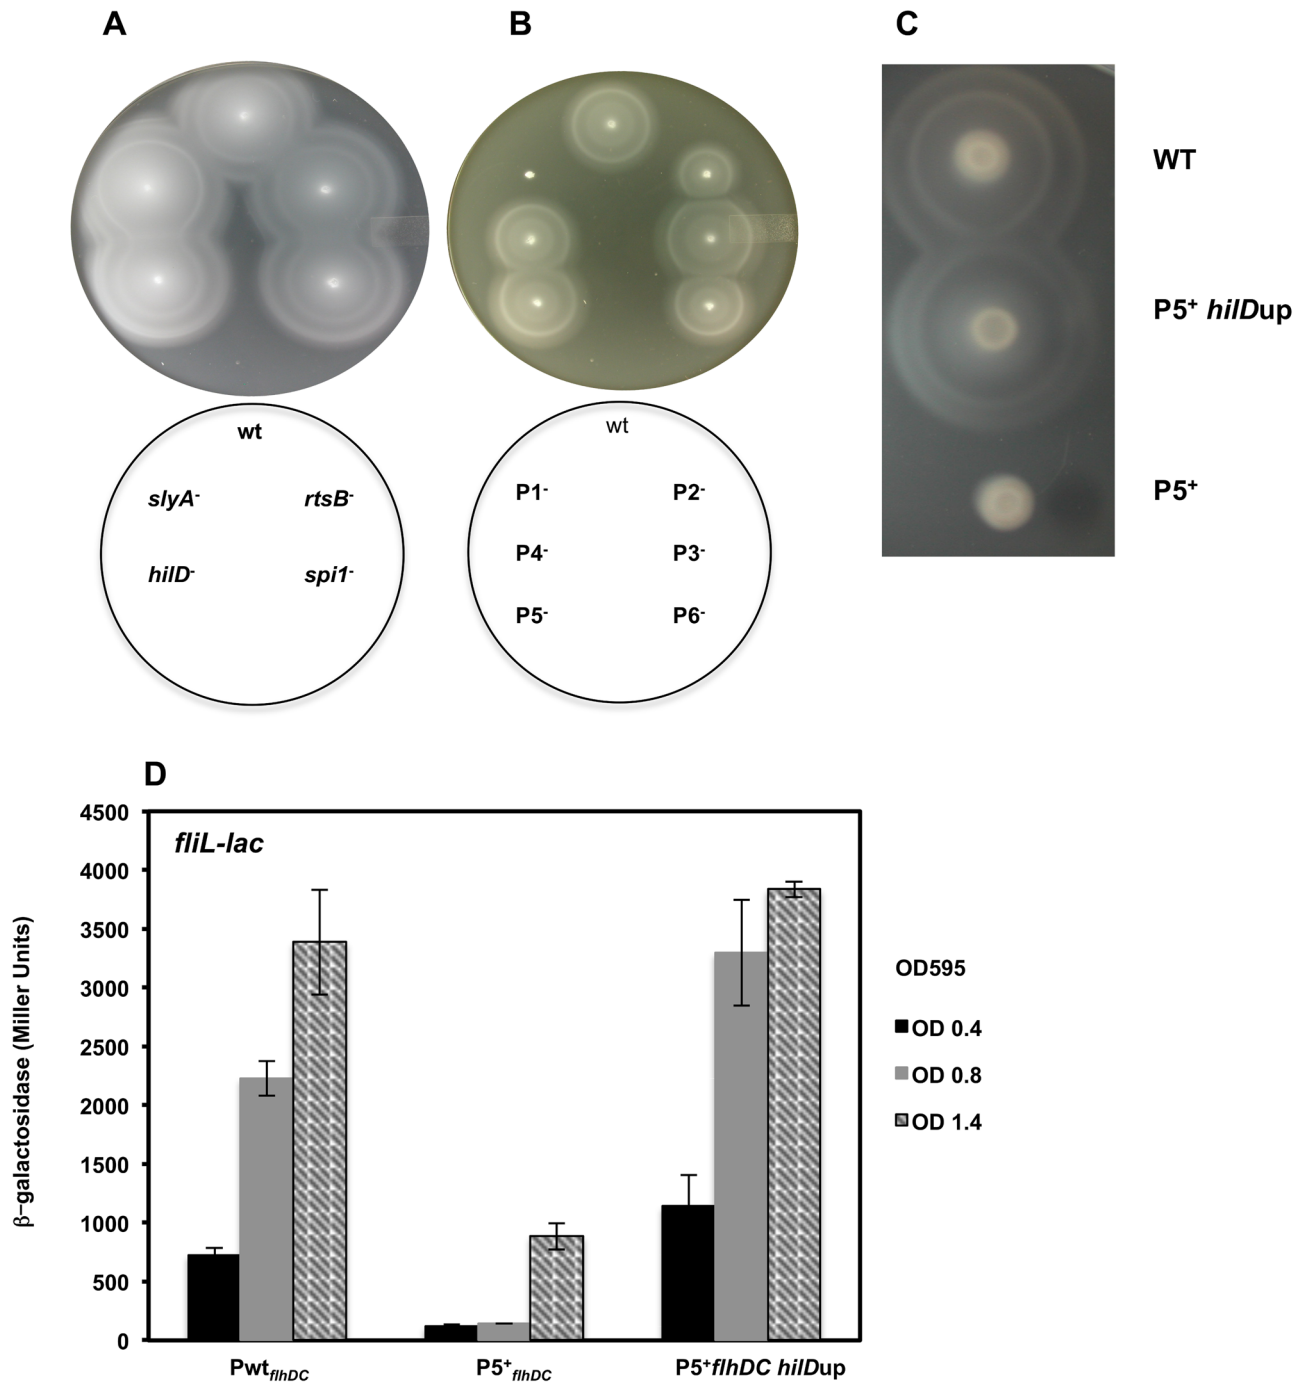 A
B
C
WT
P5⁺ hilDup
P5⁺
wt
slyA⁻ rtsB⁻
hilD⁻ spi1⁻
wt
P1⁻ P2⁻
P4⁻ P3⁻
P5⁻ P6⁻
D
fliL-lac
β−galactosidase (Miller Units)
4500
4000
3500
3000
2500
2000
1500
1000
500
0
PwtflhDC
P5⁺flhDC
P5⁺flhDC hilDup
OD595
OD 0.4
OD 0.8
OD 1.4